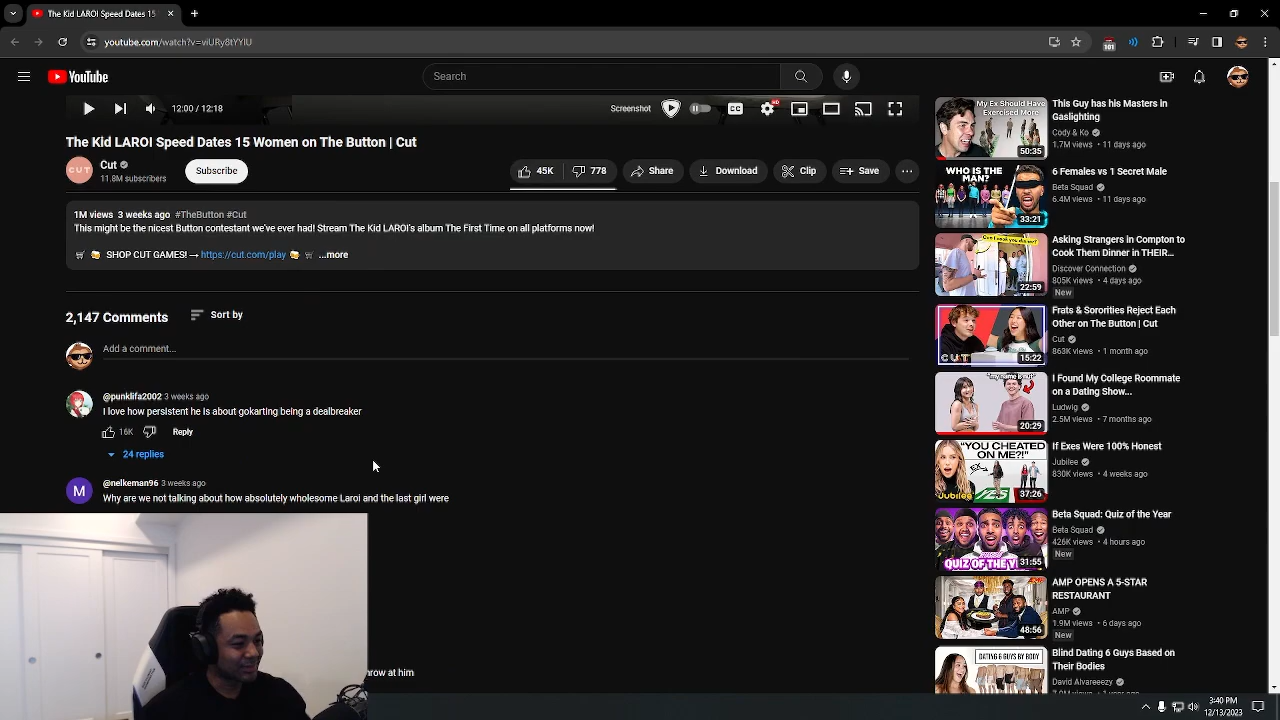 The Kid LAROI Speed Dates 15
youtube.com/watch?v=viURy8tYYIU
101
YouTube
Search
12:00 / 12:18
Screenshot
CC
HD
The Kid LAROI Speed Dates 15 Women on The Button | Cut
CUT
Cut
11.8M subscribers
Subscribe
45K
778
Share
Download
Clip
Save
1M views 3 weeks ago #TheButton #cut
This might be the rowdiest Button contestant we've ever had! Stream The Kid LAROI's album The First Time on all platforms now!
SHOP CUT GAMES! → https://cut.com/play ...more
2,147 Comments
Sort by
Add a comment...
@punklifa2002 3 weeks ago
I love how persistent he is about goblinting being a deal
16K
Reply
24 replies
M
@nelkeman96 3 weeks ago
Why are we not talking about how absolutely wholesome Laroi and the last girl were
hrow at him
My Ex Should Have
Exercised More
50:35
This Guy has his Masters in
Gaslighting
Cody & Ko
1.7M views • 11 days ago
WHO IS THE
MAN?
33:21
6 Females vs 1 Secret Male
Beta Squad
6.4M views • 11 days ago
Can I cook you dinner?
22:59
Asking Strangers in Compton to
Cook Them Dinner in THEIR...
Discover Connection
805K views • 4 days ago
New
CUT
15:22
Frats & Sororities Reject Each
Other on The Button | Cut
Cut
863K views • 1 month ago
20:29
I Found My College Roommate
on a Dating Show...
Ludwig
2.5M views • 7 months ago
"YOU CHEATED
ON ME?!"
YES
Jubilee
37:26
If Exes Were 100% Honest
Jubilee
830K views • 4 weeks ago
QUIZ OF THE Y
31:55
Beta Squad: Quiz of the Year
Beta Squad
426K views • 4 hours ago
New
48:56
AMP OPENS A 5-STAR
RESTAURANT
AMP
1.9M views • 6 days ago
New
DATING 6 GUYS BY BODY
Blind Dating 6 Guys Based on
Their Bodies
David Alvareeezy
3:40 PM
12/13/2023